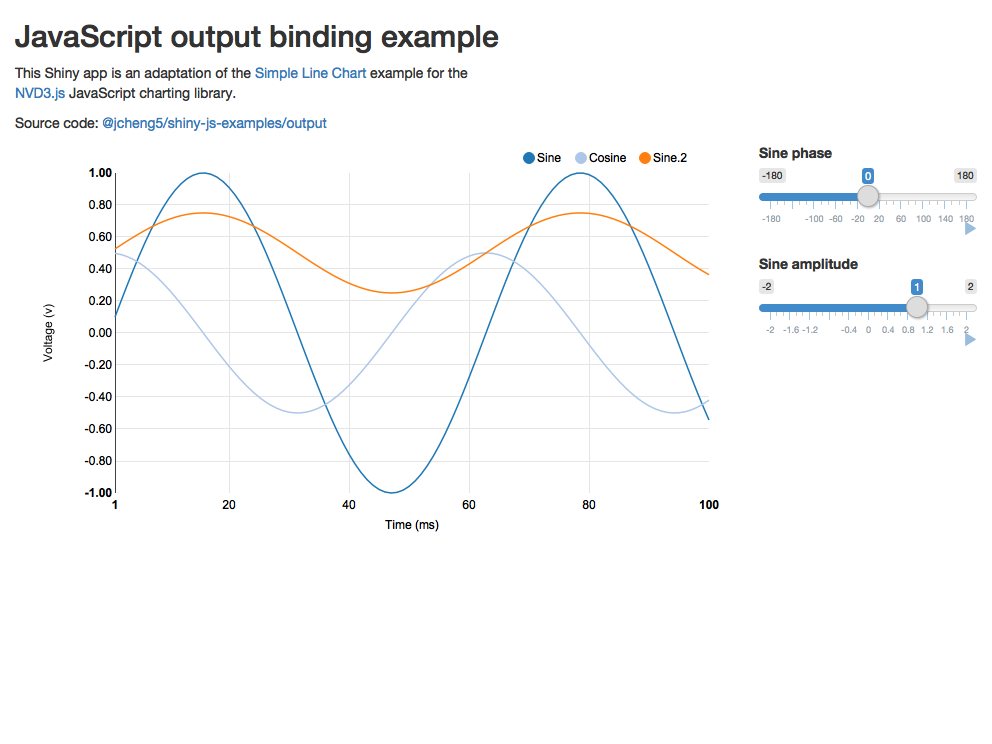 JavaScript output binding example
This Shiny app is an adaptation of the Simple Line Chart example for the
NVD3.js JavaScript charting library.
Source code: @jcheng5/shiny-js-examples/output
Sine Cosine Sine.2
1.00
0.80
0.60
0.40
0.20
0.00
-0.20
-0.40
-0.60
-0.80
-1.00
Voltage (v)
1 20 40 60 80 100
Time (ms)
Sine phase
-180 0 180
-180 -100 -60 -20 20 60 100 140 180
Sine amplitude
-2 1 2
-2 -1.6 -1.2 -0.4 0 0.4 0.8 1.2 1.6 2